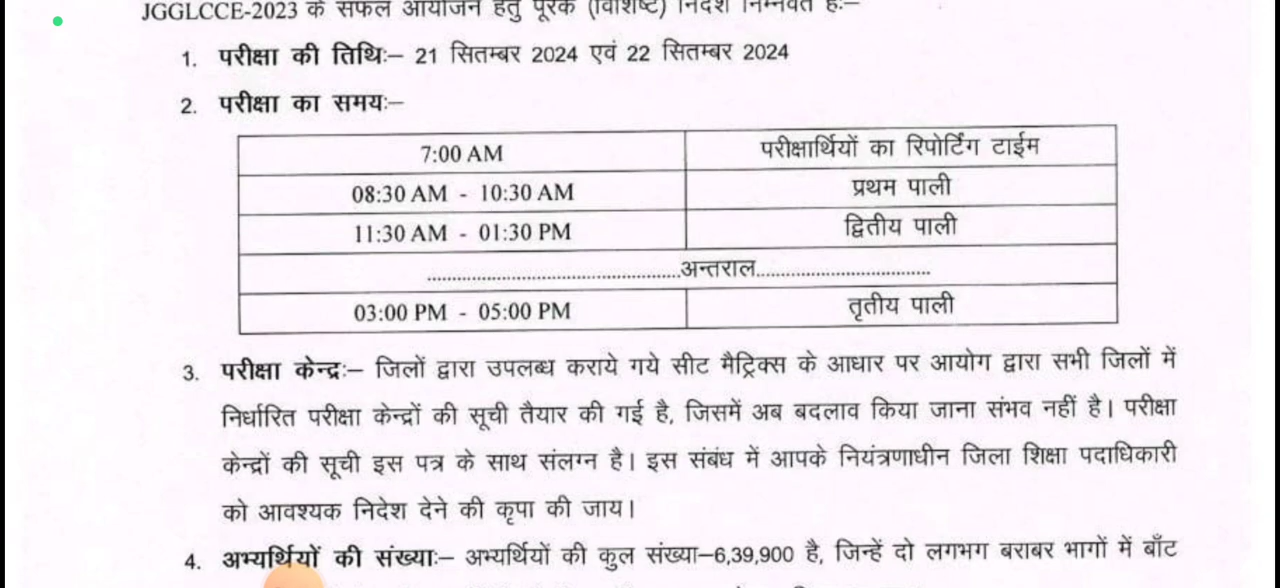 JGGLCCE-2023 के सफल आयोजन हेतु पूरक (विशिष्ट) निदेश निम्नवत हैः–
1. परीक्षा की तिथिः– 21 सितम्बर 2024 एवं 22 सितम्बर 2024
2. परीक्षा का समयः–
7:00 AM परीक्षार्थियों का रिपोर्टिंग टाईम
08:30 AM - 10:30 AM प्रथम पाली
11:30 AM - 01:30 PM द्वितीय पाली
..................................................अन्तराल..................................................
03:00 PM - 05:00 PM तृतीय पाली
3. परीक्षा केन्द्रः– जिलों द्वारा उपलब्ध कराये गये सीट मैट्रिक्स के आधार पर आयोग द्वारा सभी जिलों में
निर्धारित परीक्षा केन्द्रों की सूची तैयार की गई है, जिसमें अब बदलाव किया जाना संभव नहीं है। परीक्षा
केन्द्रों की सूची इस पत्र के साथ संलग्न है। इस संबंध में आपके नियंत्रणाधीन जिला शिक्षा पदाधिकारी
को आवश्यक निदेश देने की कृपा की जाय।
4. अभ्यर्थियों की संख्याः– अभ्यर्थियों की कुल संख्या–6,39,900 है, जिन्हें दो लगभग बराबर भागों में बाँट